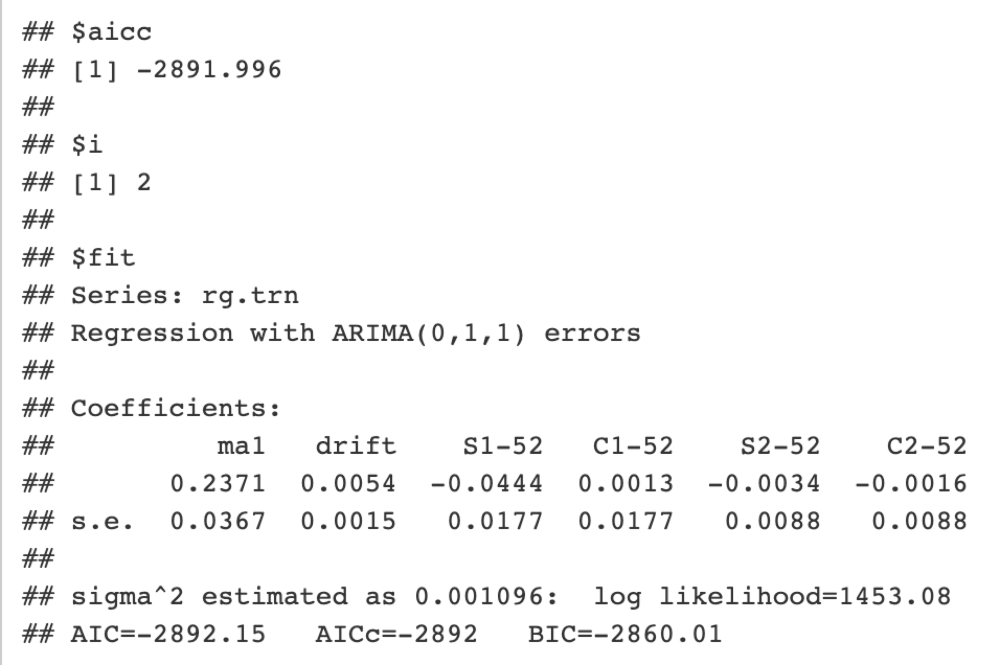 ## $aicc
## [1] -2891.996
##
## $i
## [1] 2
##
## $fit
## Series: rg.trn
## Regression with ARIMA(0,1,1) errors
##
## Coefficients:
##          ma1   drift    S1-52   C1-52    S2-52    C2-52
##       0.2371  0.0054  -0.0444  0.0013  -0.0034  -0.0016
## s.e.  0.0367  0.0015   0.0177  0.0177   0.0088   0.0088
##
## sigma^2 estimated as 0.001096:  log likelihood=1453.08
## AIC=-2892.15   AICc=-2892   BIC=-2860.01